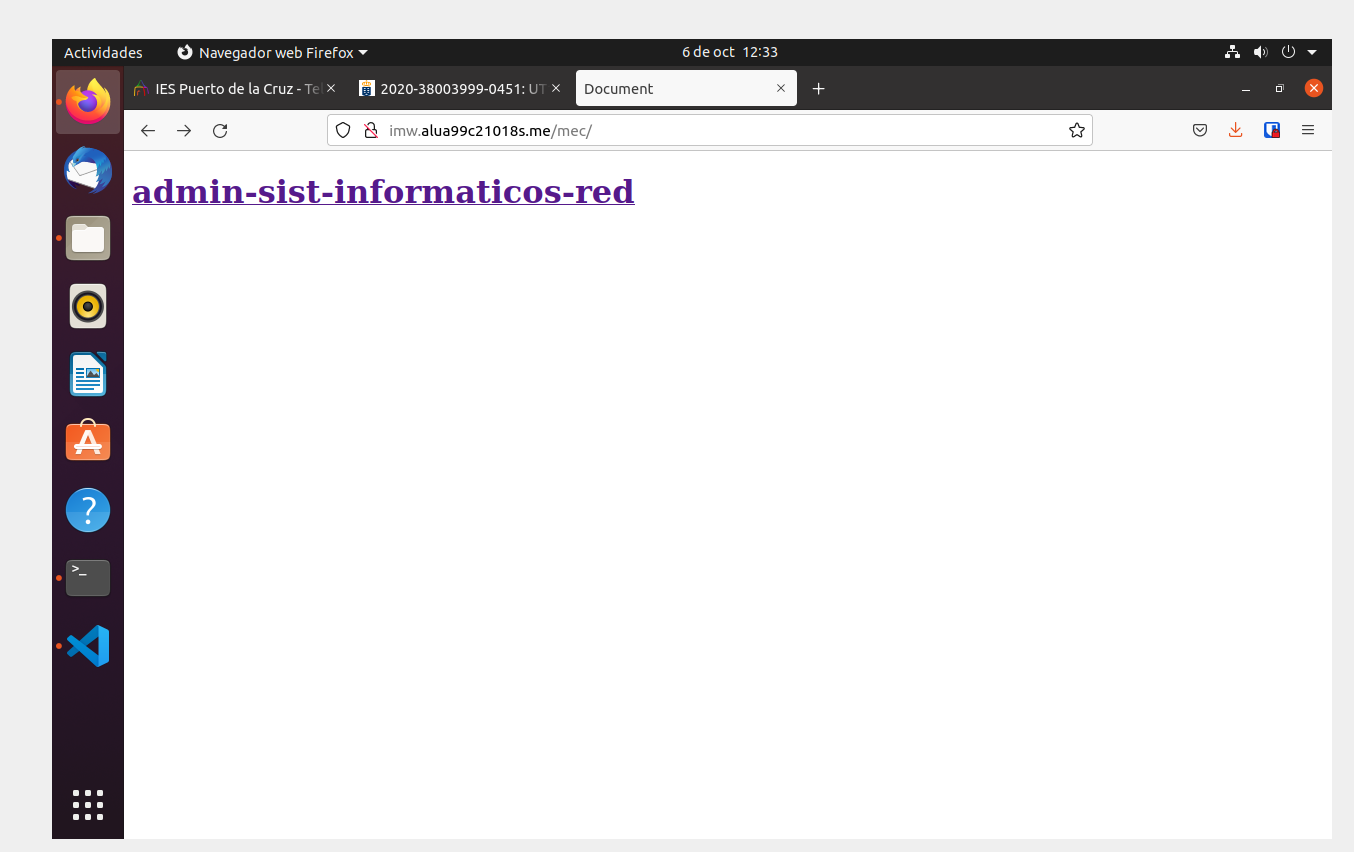 Actividades
Navegador web Firefox
6 de oct 12:33
IES Puerto de la Cruz - Tel
2020-38003999-0451: UT
Document
imw.alua99c21018s.me/mec/
admin-sist-informaticos-red
?
>_